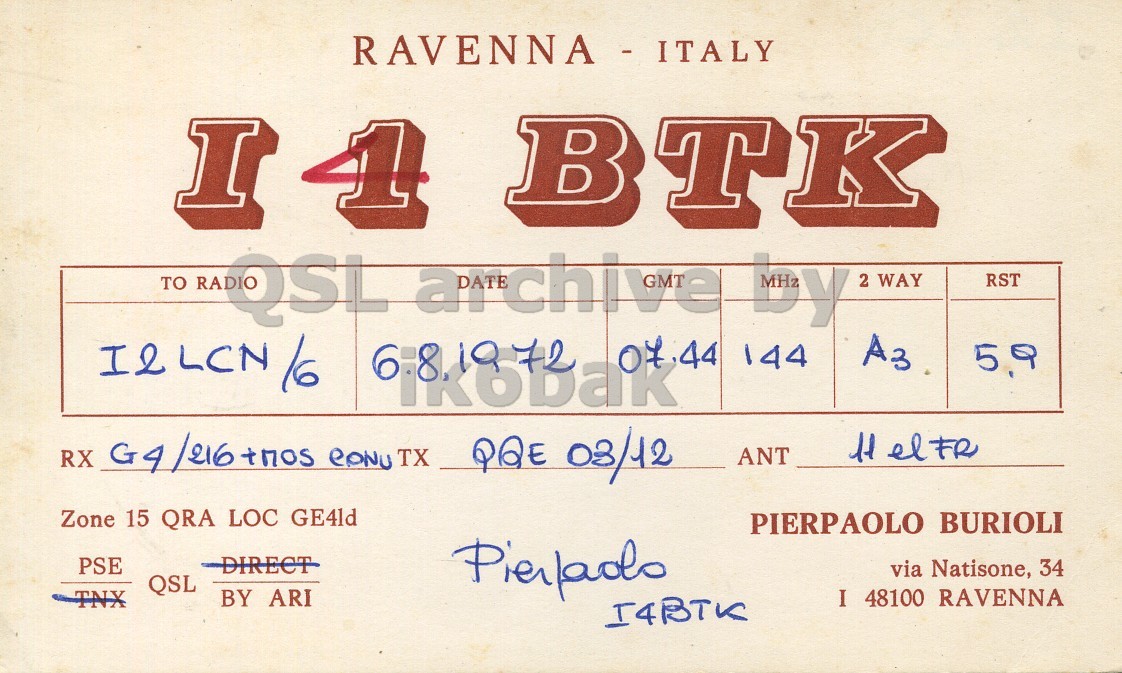 RAVENNA - ITALY
I4 BTK
QSL archive by
ik6bak
TO RADIO DATE GMT MHz 2 WAY RST
I2LCN/6 6.8.1972 07.44 144 A3 5,9
RX G4/216+MOS CONV TX QQE 03/12 ANT 11 el FR
Zone 15 QRA LOC GE41d
PIERPAOLO BURIOLI
PSE QSL DIRECT
TNX BY ARI
Pierpaolo
I4BTK
via Natisone, 34
I 48100 RAVENNA